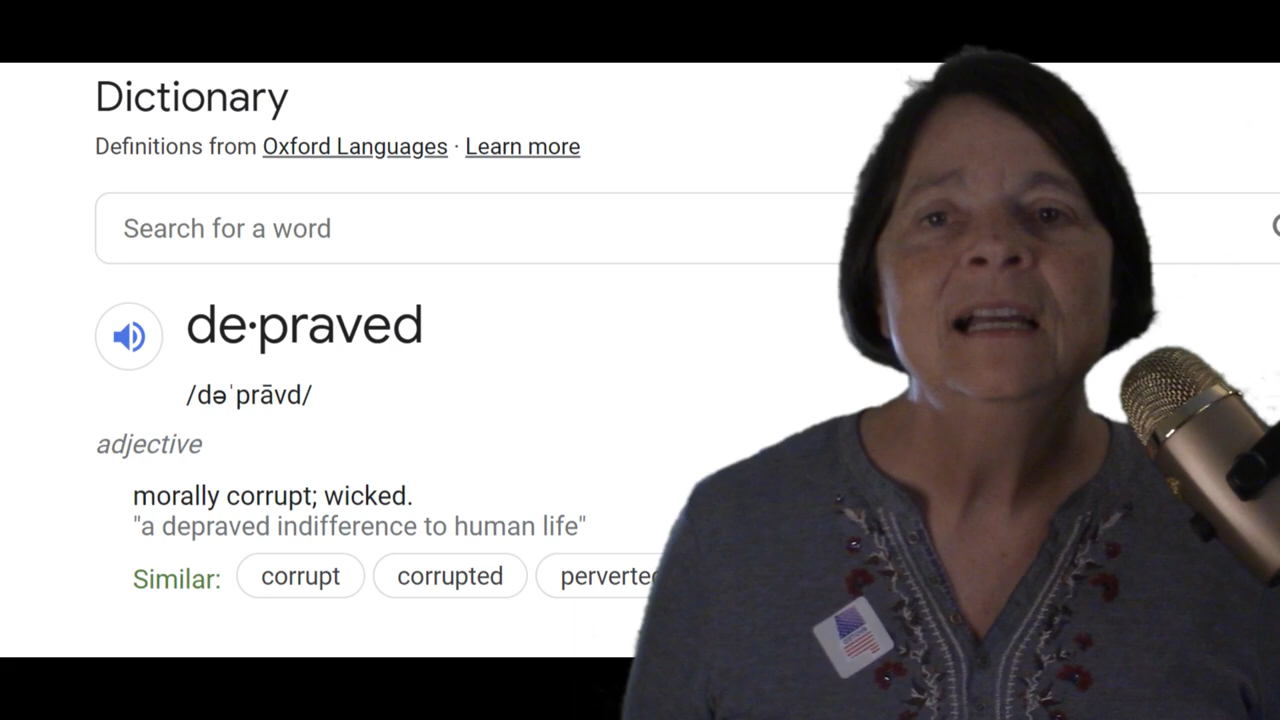 Dictionary
Definitions from Oxford Languages · Learn more
Search for a word
de·praved
/dəˈprāvd/
adjective
morally corrupt; wicked.
"a depraved indifference to human life"
Similar: corrupt corrupted perverted